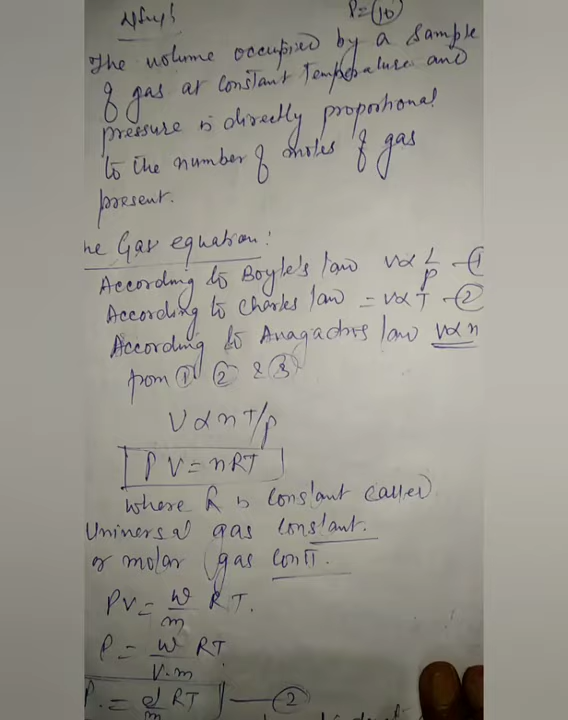 P = (10)
The volume occupied by a sample
of gas at constant temperature and
pressure is directly proportional
to the number of moles of gas
present.
he Gas equation:
According to Boyle's law V∝ 1/P - (1
According to Charles law = V∝T - (2)
According to Avagadros law V∝n
from (1) (2) & (3)
V∝nT/P
PV = nRT
where R is constant called
Universal gas constant.
or molar gas
PV = w/m RT.
P = w/V.m RT
P. = d/m RT — (2)